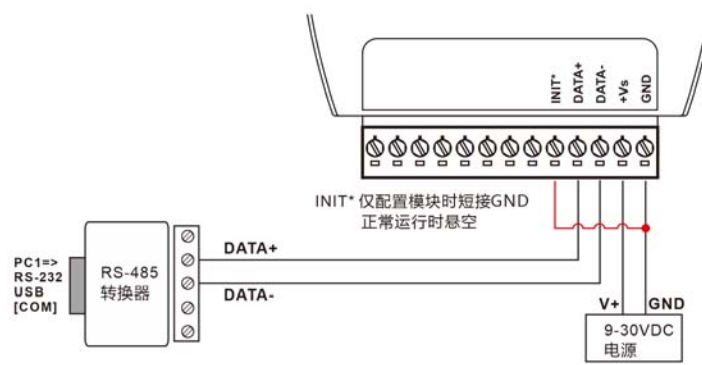 INIT*
DATA+
DATA-
+Vs
GND
INIT* 仅配置模块时短接GND
正常运行时悬空
PC1=>
RS-232
USB
[COM]
RS-485
转换器
DATA+
DATA-
V+
GND
9-30VDC
电源